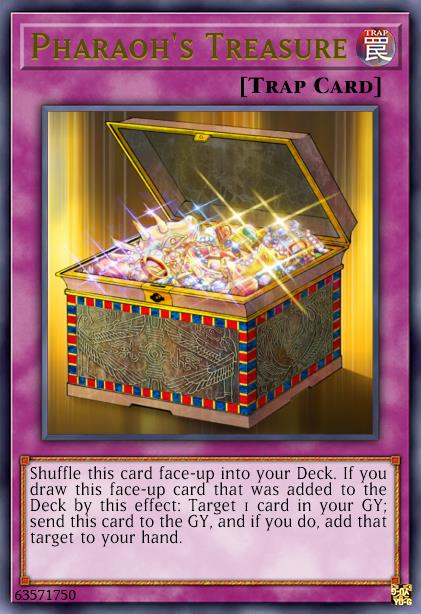 Pharaoh's Treasure
TRAP
罠
[Trap Card]
Shuffle this card face-up into your Deck. If you
draw this face-up card that was added to the
Deck by this effect: Target 1 card in your GY;
send this card to the GY, and if you do, add that
target to your hand.
63571750